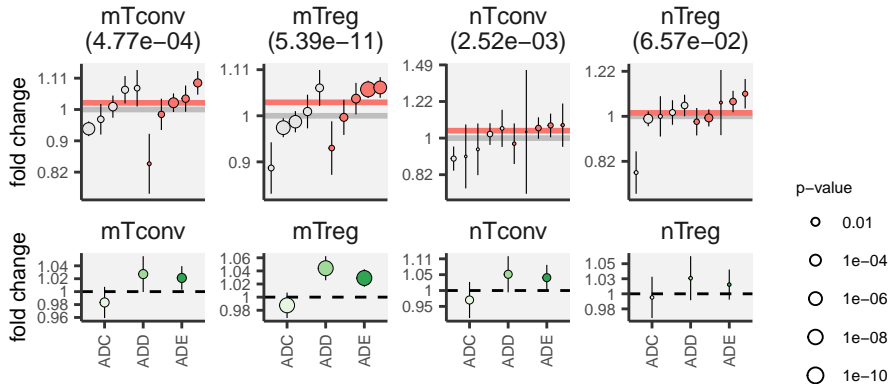 mTconv
(4.77e−04)
mTreg
(5.39e−11)
nTconv
(2.52e−03)
nTreg
(6.57e−02)
fold change
1.11
1
0.9
0.82
1.11
1
0.9
1.49
1.22
1
0.82
1.22
1
0.82
mTconv
mTreg
nTconv
nTreg
fold change
1.04
1.02
1
0.98
0.96
1.06
1.04
1.02
1
0.98
1.11
1.05
1
0.95
1.05
1.03
1
0.98
ADC
ADD
ADE
ADC
ADD
ADE
ADC
ADD
ADE
ADC
ADD
ADE
p−value
0.01
1e−04
1e−06
1e−08
1e−10